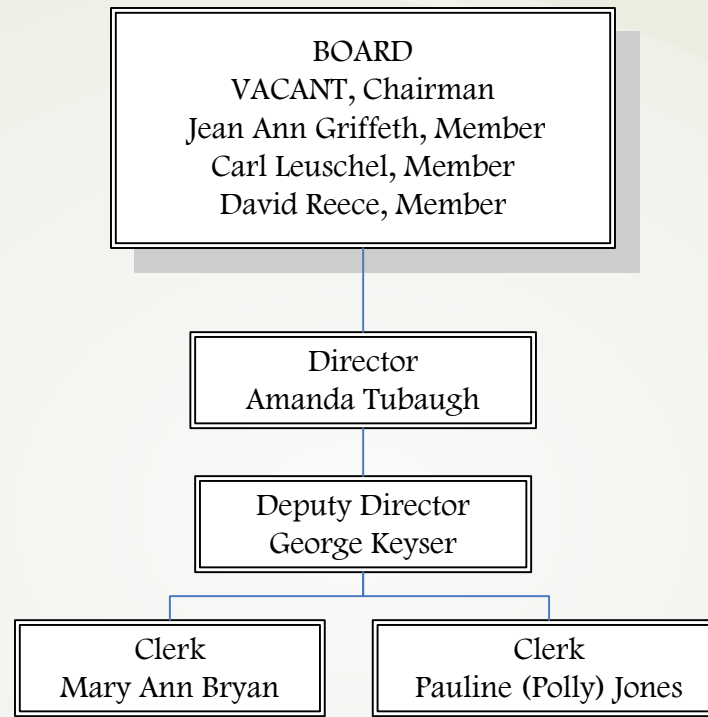 BOARD
VACANT, Chairman
Jean Ann Griffeth, Member
Carl Leuschel, Member
David Reece, Member
Director
Amanda Tubaugh
Deputy Director
George Keyser
Clerk
Mary Ann Bryan
Clerk
Pauline (Polly) Jones